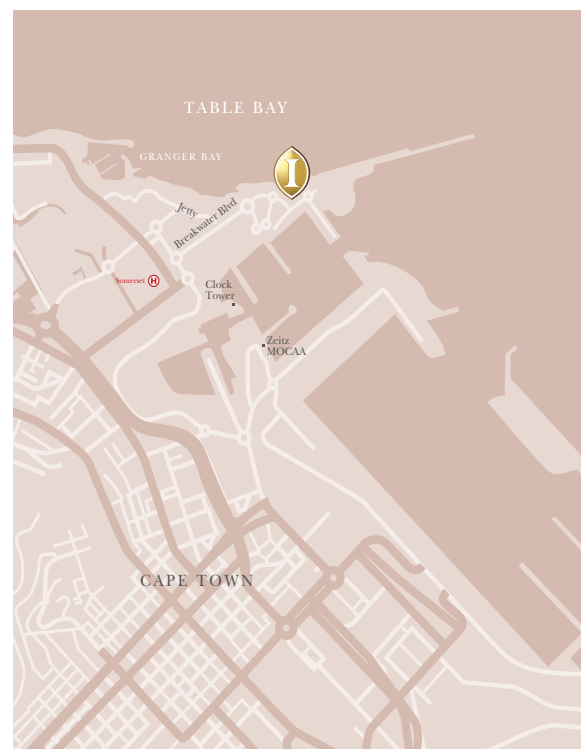 TABLE BAY
GRANGER BAY
I
Jetty
Breakwater Blvd
Somerset H
Clock
Tower
Zeitz
MOCAA
CAPE TOWN